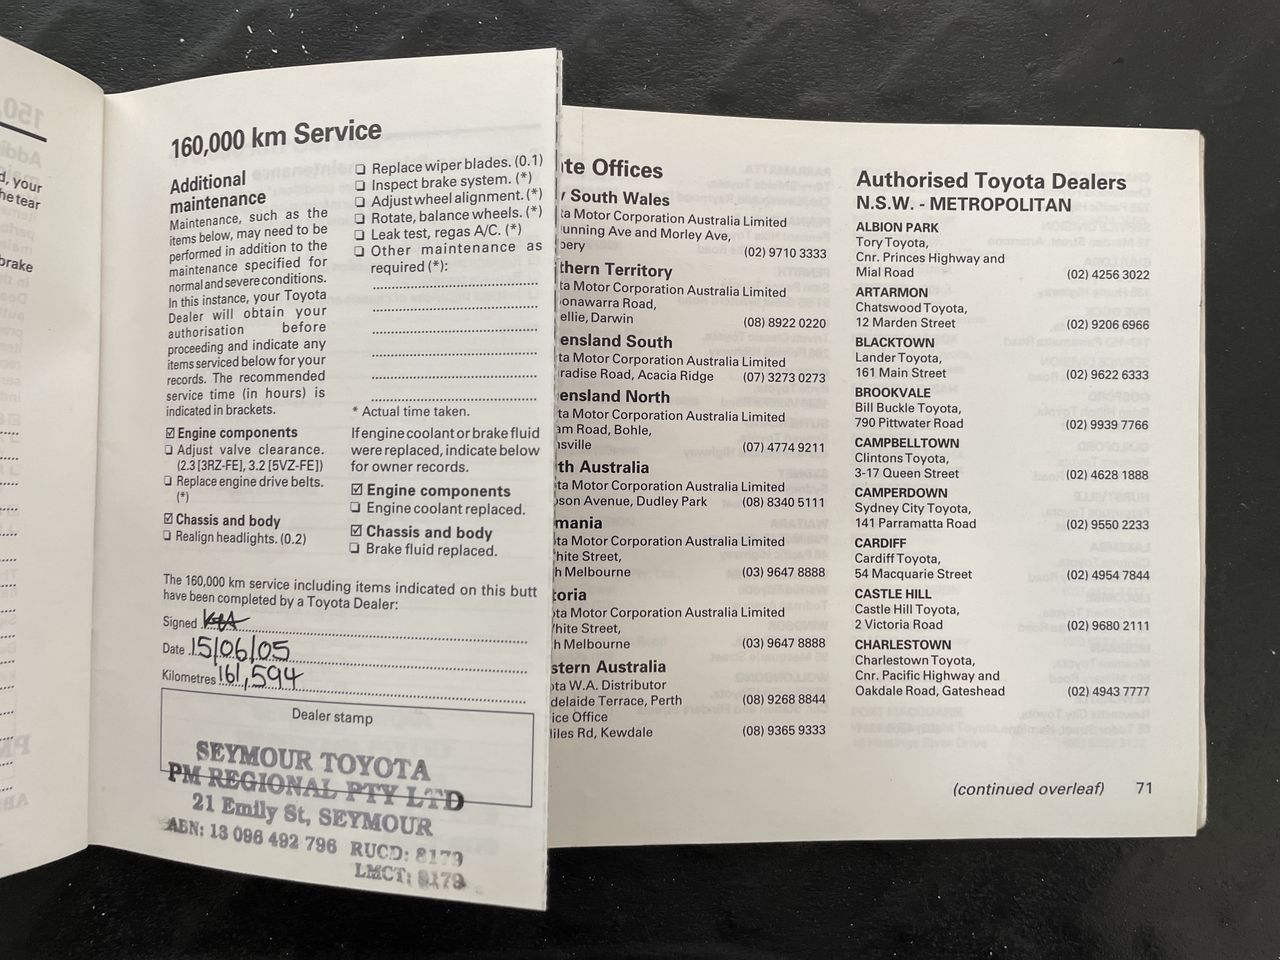 160,000 km Service
Additional
maintenance
Maintenance, such as the
items below, may need to be
performed in addition to the
maintenance specified for
normal and severe conditions.
In this instance, your Toyota
Dealer will obtain your
authorisation before
proceeding and indicate any
items serviced below for your
records. The recommended
service time (in hours) is
indicated in brackets.
☑ Engine components
❏ Adjust valve clearance.
(2.3 [3RZ-FE], 3.2 [5VZ-FE])
❏ Replace engine drive belts.
(*)
☑ Chassis and body
❏ Realign headlights. (0.2)
❏ Replace wiper blades. (0.1)
❏ Inspect brake system. (*)
❏ Adjust wheel alignment. (*)
❏ Rotate, balance wheels. (*)
❏ Leak test, regas A/C. (*)
❏ Other maintenance as
required (*):
* Actual time taken.
If engine coolant or brake fluid
were replaced, indicate below
for owner records.
☑ Engine components
❏ Engine coolant replaced.
☑ Chassis and body
❏ Brake fluid replaced.
The 160,000 km service including items indicated on this butt
have been completed by a Toyota Dealer:
Signed
Date 15/06/05
Kilometres 161,594
Dealer stamp
SEYMOUR TOYOTA
PM REGIONAL PTY LTD
21 Emily St, SEYMOUR
ABN: 13 096 492 796 RUCD: 8179
LMCT: 8179
te Offices
South Wales
ta Motor Corporation Australia Limited
unning Ave and Morley Ave,
bery (02) 9710 3333
thern Territory
ta Motor Corporation Australia Limited
onawarra Road,
ellie, Darwin (08) 8922 0220
ensland South
ta Motor Corporation Australia Limited
radise Road, Acacia Ridge (07) 3273 0273
ensland North
ta Motor Corporation Australia Limited
am Road, Bohle,
nsville (07) 4774 9211
th Australia
ta Motor Corporation Australia Limited
son Avenue, Dudley Park (08) 8340 5111
mania
ta Motor Corporation Australia Limited
hite Street,
h Melbourne (03) 9647 8888
toria
ta Motor Corporation Australia Limited
hite Street,
h Melbourne (03) 9647 8888
stern Australia
ota W.A. Distributor
delaide Terrace, Perth (08) 9268 8844
ice Office
iles Rd, Kewdale (08) 9365 9333
Authorised Toyota Dealers
N.S.W. - METROPOLITAN
ALBION PARK
Tory Toyota,
Cnr. Princes Highway and
Mial Road (02) 4256 3022
ARTARMON
Chatswood Toyota,
12 Marden Street (02) 9206 6966
BLACKTOWN
Lander Toyota,
161 Main Street (02) 9622 6333
BROOKVALE
Bill Buckle Toyota,
790 Pittwater Road (02) 9939 7766
CAMPBELLTOWN
Clintons Toyota,
3-17 Queen Street (02) 4628 1888
CAMPERDOWN
Sydney City Toyota,
141 Parramatta Road (02) 9550 2233
CARDIFF
Cardiff Toyota,
54 Macquarie Street (02) 4954 7844
CASTLE HILL
Castle Hill Toyota,
2 Victoria Road (02) 9680 2111
CHARLESTOWN
Charlestown Toyota,
Cnr. Pacific Highway and
Oakdale Road, Gateshead (02) 4943 7777
(continued overleaf) 71